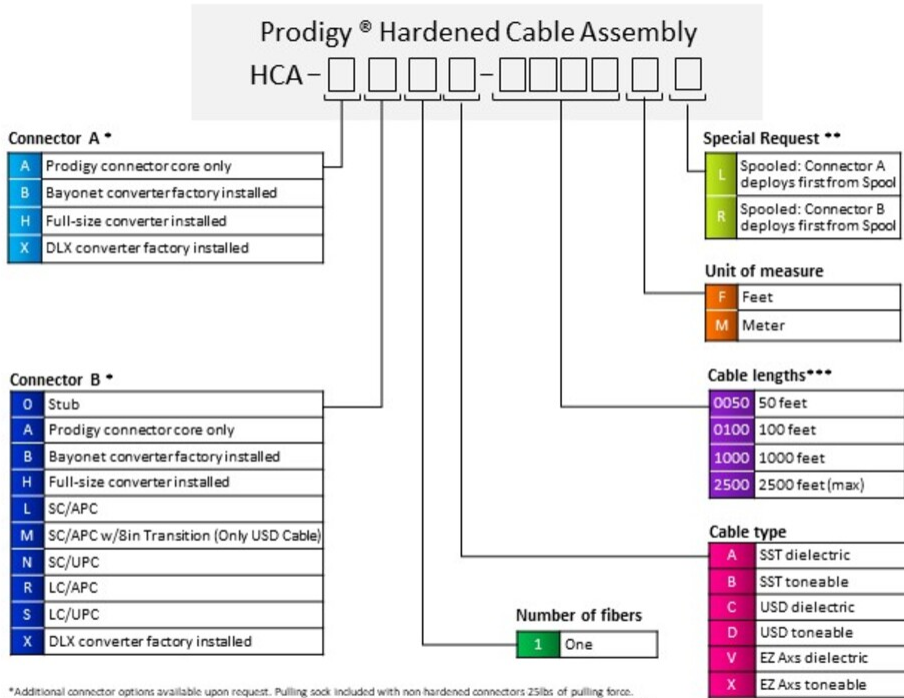 Prodigy ® Hardened Cable Assembly
HCA – –
Connector A *
A Prodigy connector core only
B Bayonet converter factory installed
H Full-size converter installed
X DLX converter factory installed
Special Request **
L Spooled: Connector A
deploys first from Spool
R Spooled: Connector B
deploys first from Spool
Unit of measure
F Feet
M Meter
Connector B *
0 Stub
A Prodigy connector core only
B Bayonet converter factory installed
H Full-size converter installed
L SC/APC
M SC/APC w/8in Transition (Only USD Cable)
N SC/UPC
R LC/APC
S LC/UPC
X DLX converter factory installed
Cable lengths***
0050 50 feet
0100 100 feet
1000 1000 feet
2500 2500 feet (max)
Cable type
A SST dielectric
B SST toneable
C USD dielectric
D USD toneable
V EZ Axs dielectric
X EZ Axs toneable
Number of fibers
1 One
*Additional connector options available upon request. Pulling sock included with non hardened connectors 25lbs of pulling force.